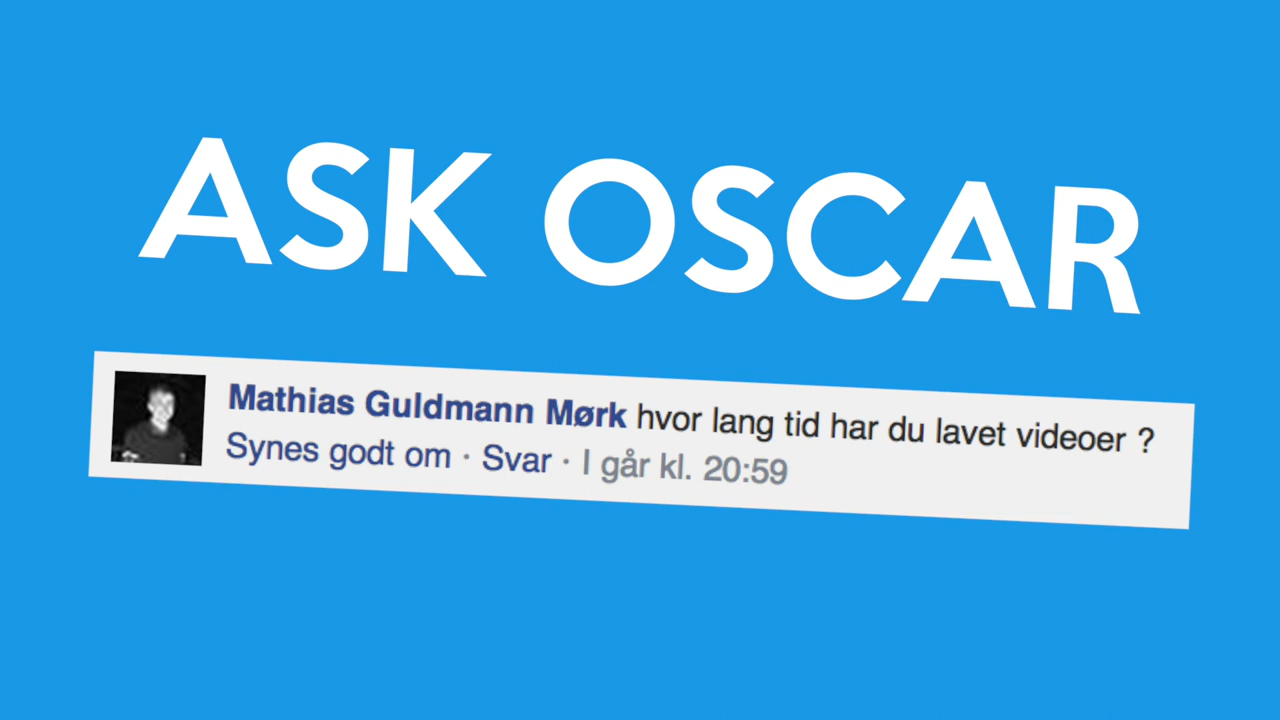 ASK OSCAR
Mathias Guldmann Mørk hvor lang tid har du lavet videoer ?
Synes godt om · Svar · I går kl. 20:59